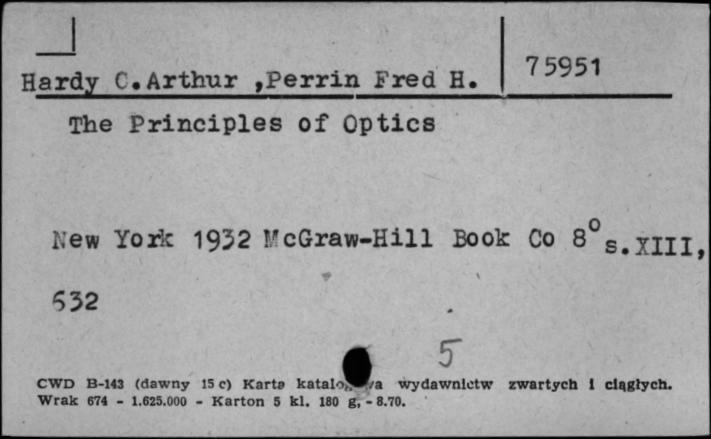 75951
Hardy C.Arthur ,Perrin Fred H.
The Principles of Optics
New York 1932 McGraw-Hill Book Co 8° s.XIII,
632
5
CWD B-143 (dawny 15 c) Karta wydawnictw zwartych i ciągłych.
Wrak 674 - 1.625.000 - Karton 5 kl. 180 g, - 8.70.